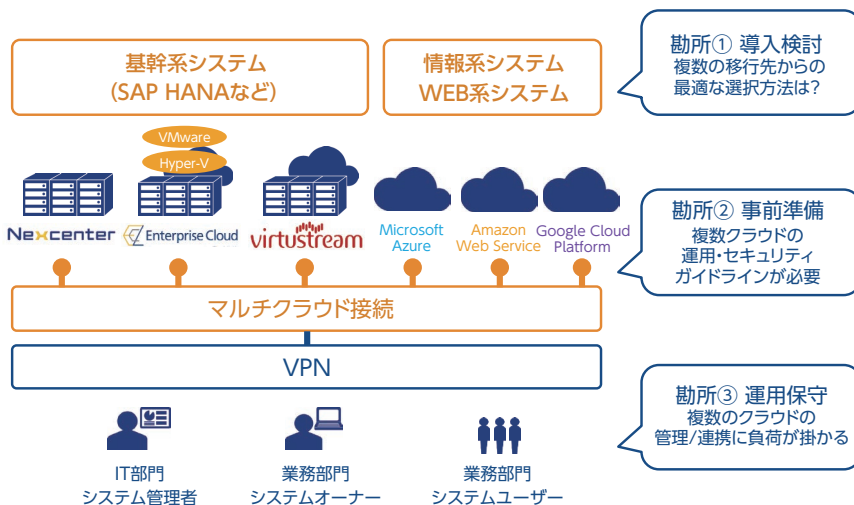 基幹系システム
(SAP HANAなど)
情報系システム
WEB系システム
勘所① 導入検討
複数の移行先からの
最適な選択方法は?
VMware
Hyper-V
Nexcenter
Enterprise Cloud
virtustream
Microsoft
Azure
Amazon
Web Service
Google Cloud
Platform
勘所② 事前準備
複数クラウドの
運用・セキュリティ
ガイドラインが必要
マルチクラウド接続
VPN
勘所③ 運用保守
複数のクラウドの
管理/連携に負荷が掛かる
IT部門
システム管理者
業務部門
システムオーナー
業務部門
システムユーザー